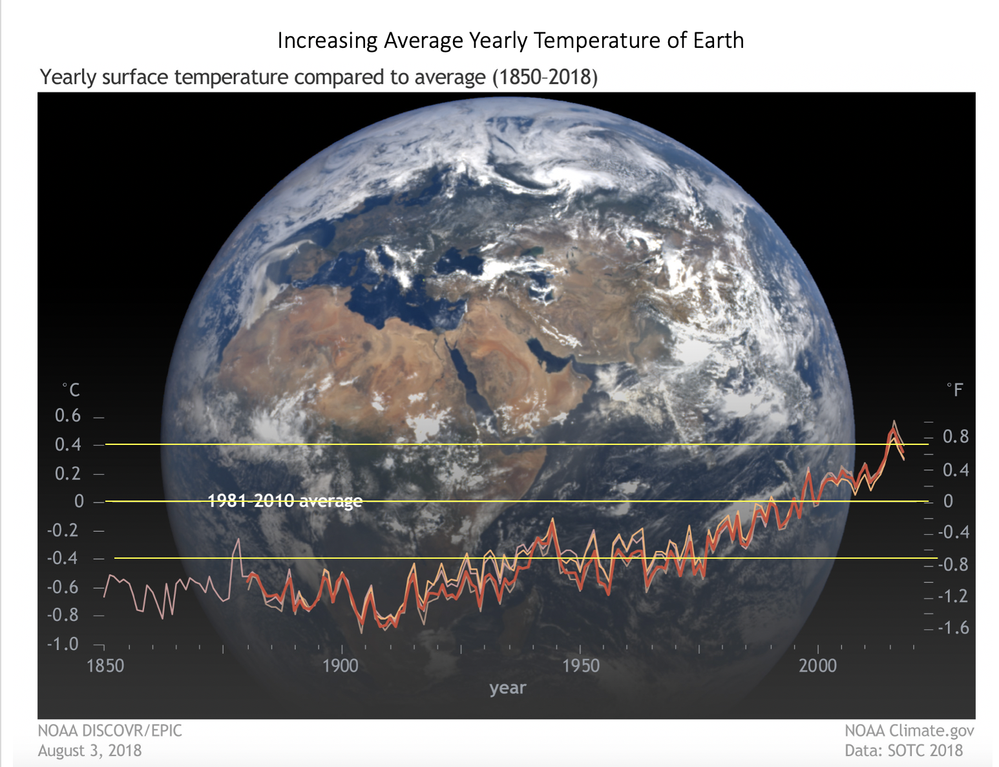 Increasing Average Yearly Temperature of Earth
Yearly surface temperature compared to average (1850-2018)
°C
°F
0.6
0.4
0.8
0.2
0.4
0
1981-2010 average
0
-0.2
-0.4
-0.4
-0.8
-0.6
-1.2
-0.8
-1.6
-1.0
1850
1900
1950
2000
year
NOAA DISCOVR/EPIC
NOAA Climate.gov
August 3, 2018
Data: SOTC 2018